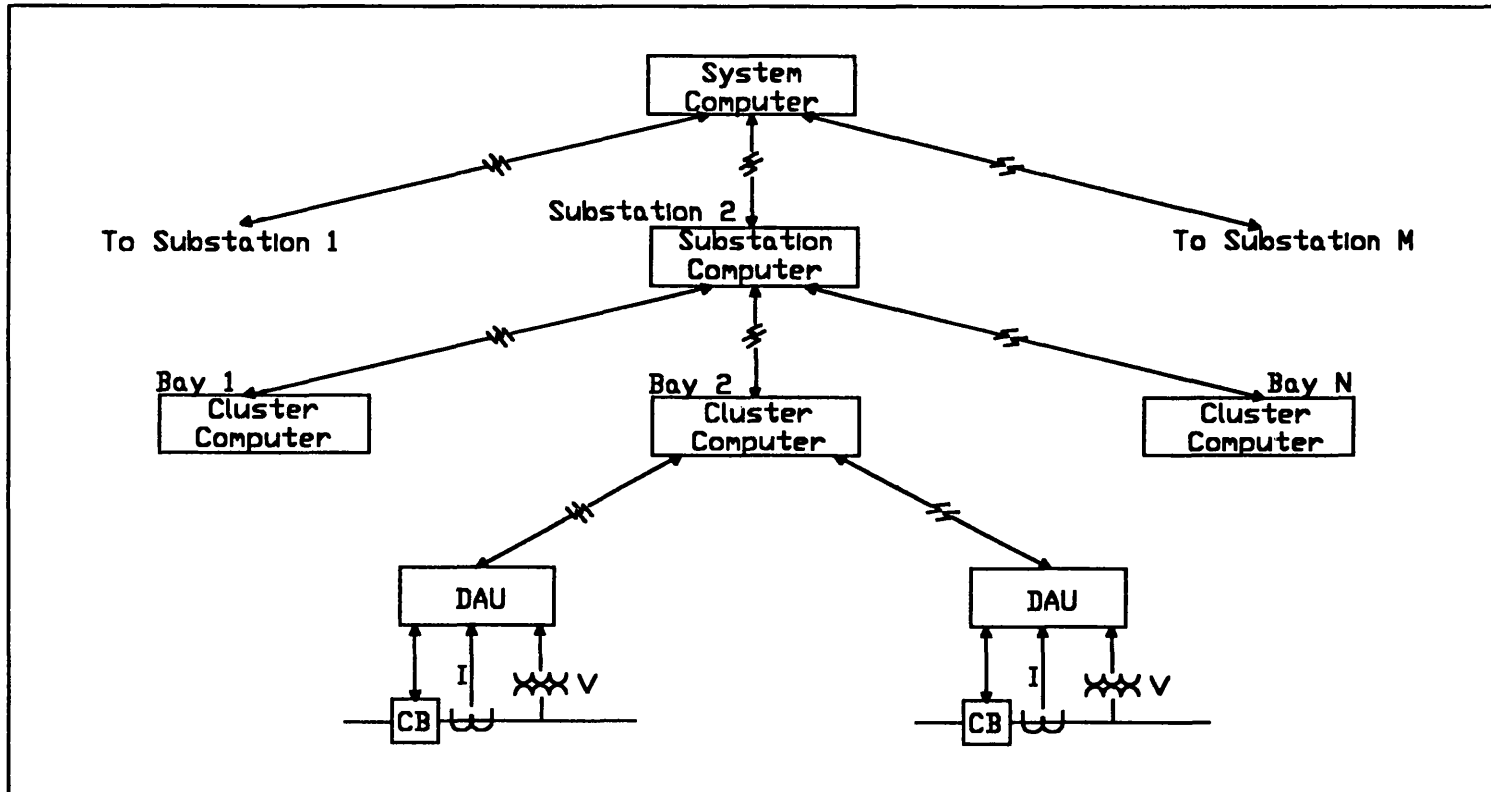 System
Computer
Substation 2
To Substation 1
Substation
Computer
To Substation M
Bay 1
Cluster
Computer
Bay 2
Cluster
Computer
Bay N
Cluster
Computer
DAU
DAU
I
V
CB
I
V
CB